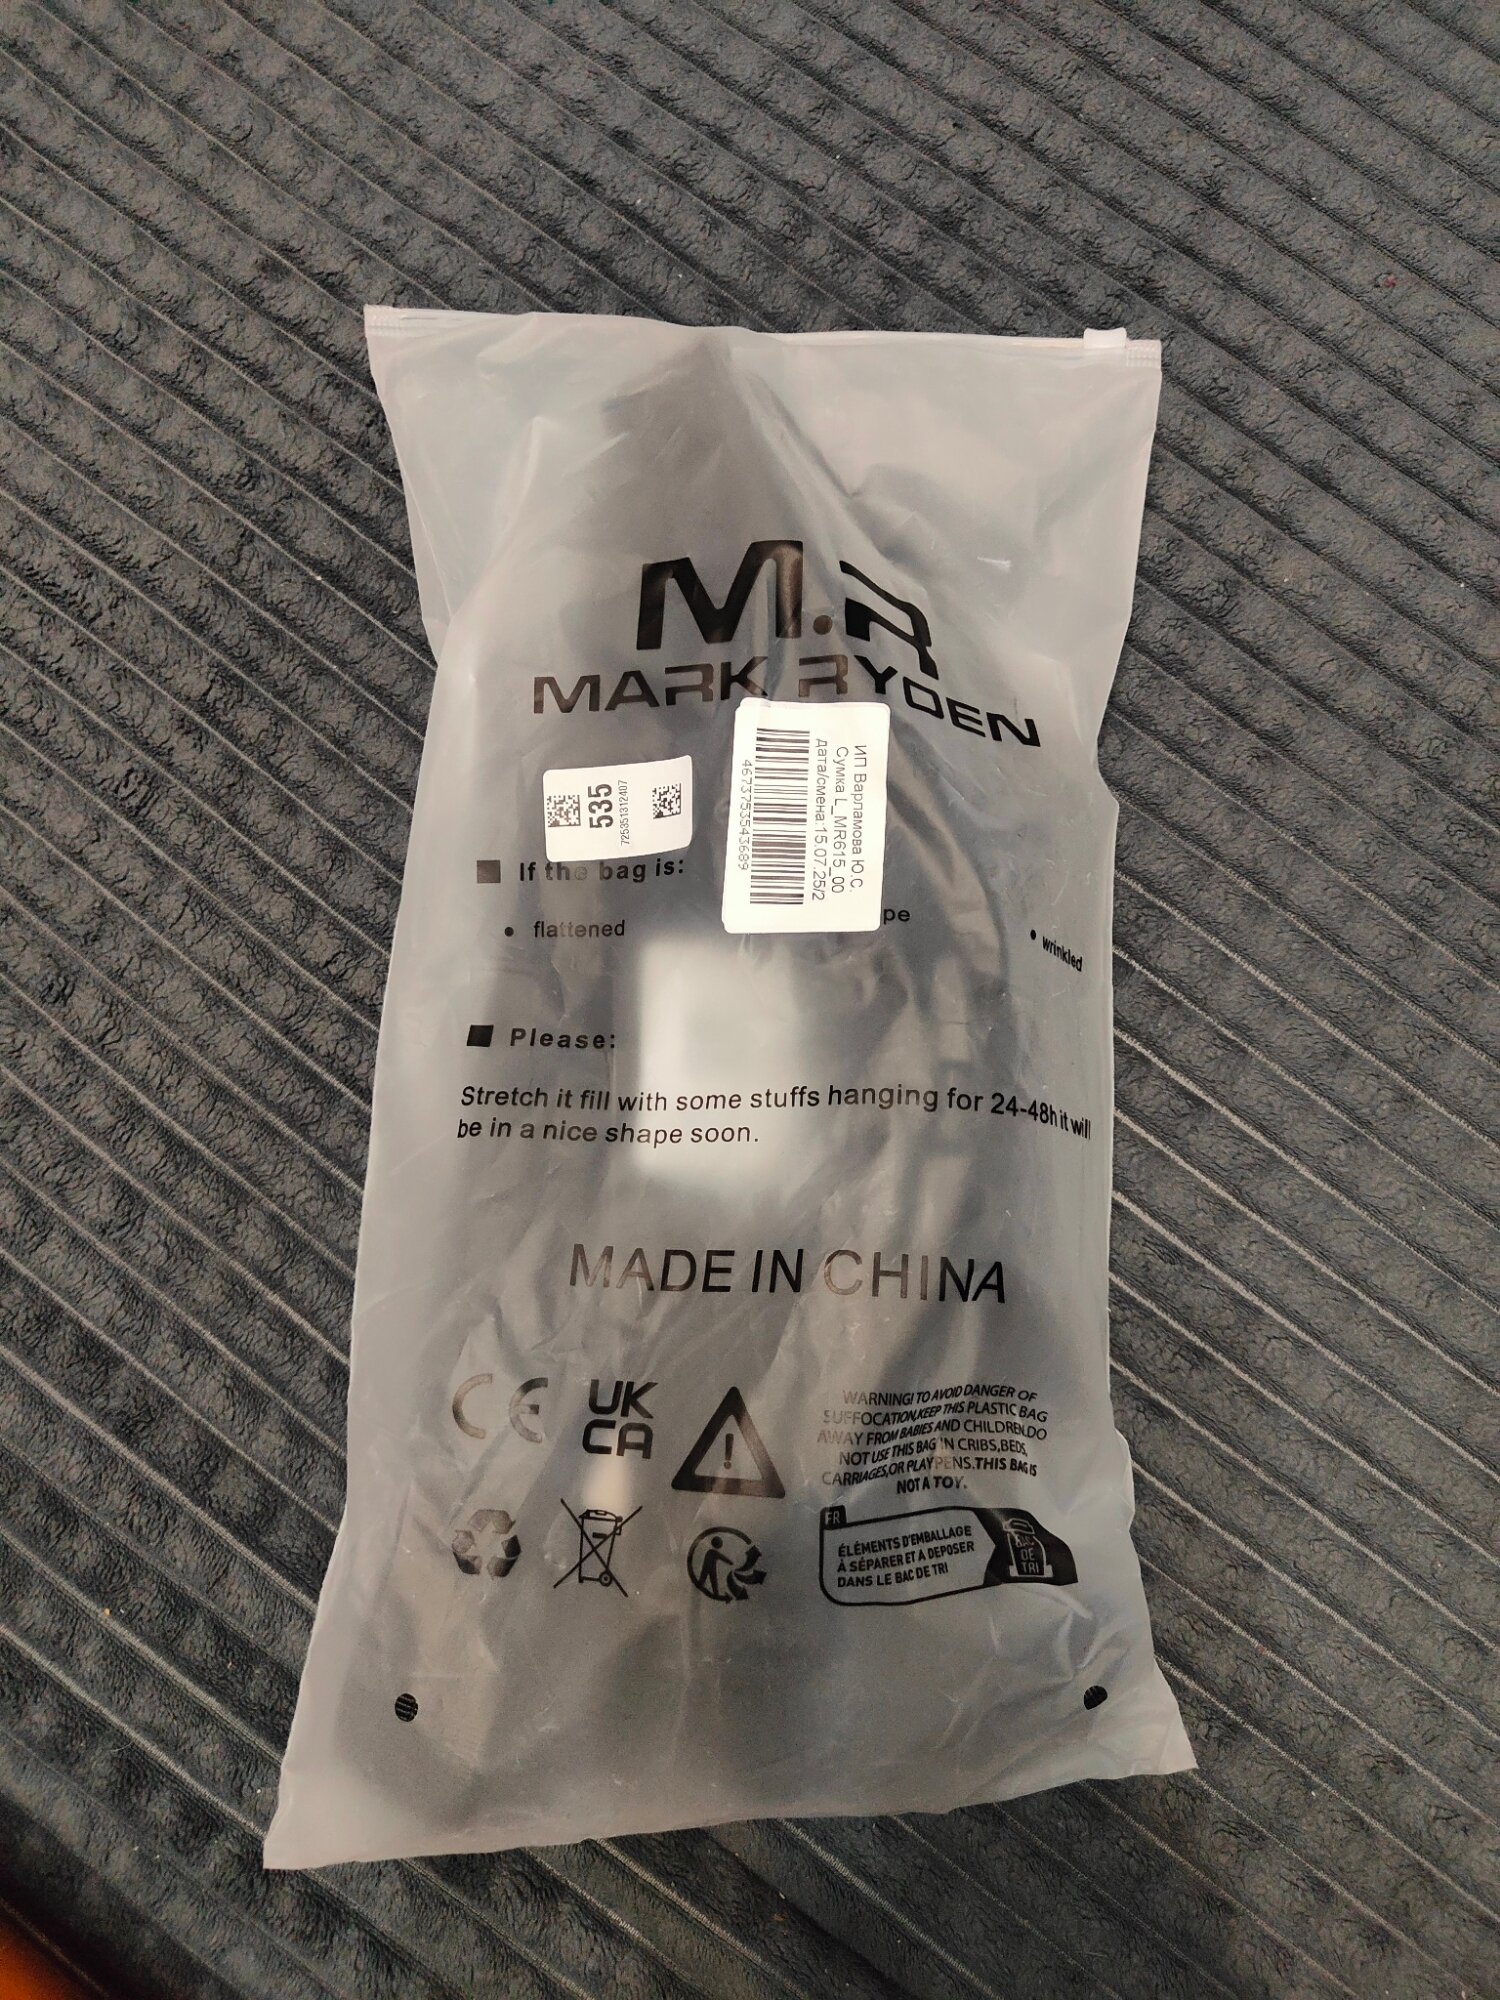 M.R
MARK RYDEN
535
725351312407
ИП Варламова Ю.С.
Сумка L_MR615_00
дата/смена:15.07.25/2
4673753543689
If the bag is:
• flattened
pe
• wrinkled
Please:
Stretch it fill with some stuffs hanging for 24-48h it will
be in a nice shape soon.
MADE IN CHINA
CE
UK
CA
!
WARNING! TO AVOID DANGER OF
SUFFOCATION,KEEP THIS PLASTIC BAG
AWAY FROM BABIES AND CHILDREN.DO
NOT USE THIS BAG IN CRIBS,BEDS,
CARRIAGES,OR PLAYPENS.THIS BAG IS
NOT A TOY.
FR
ÉLÉMENTS D'EMBALLAGE
À SÉPARER ET A DEPOSER
DANS LE BAC DE TRI
BAC
DE
TRI